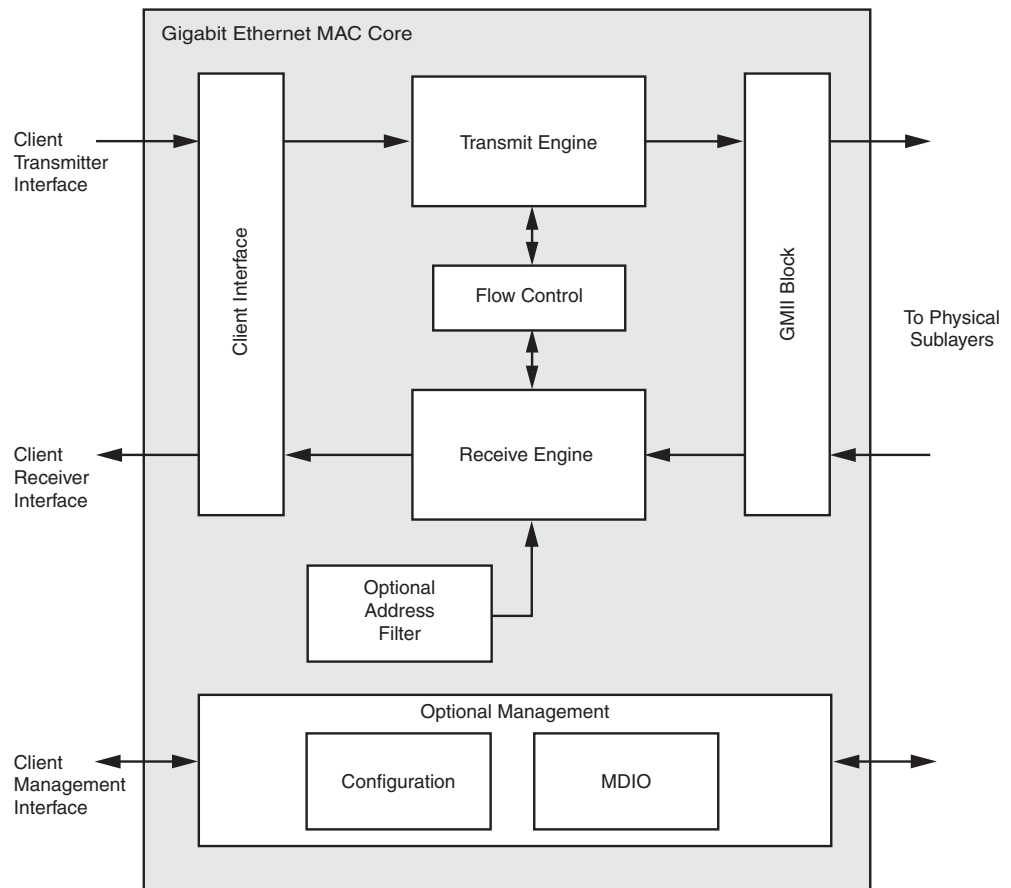 Gigabit Ethernet MAC Core
Client
Transmitter
Interface
Client Interface
Transmit Engine
Flow Control
GMII Block
To Physical
Sublayers
Client
Receiver
Interface
Receive Engine
Optional
Address
Filter
Optional Management
Client
Management
Interface
Configuration
MDIO